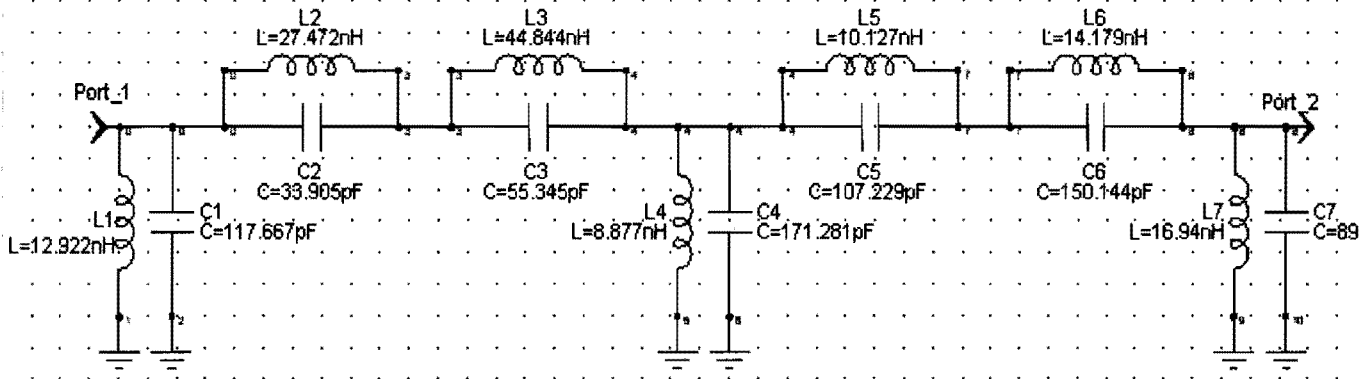 L2
L=27.472nH
L3
L=44.844nH
L5
L=10.127nH
L6
L=14.179nH
Port_1
Port_2
C2
C=33.905pF
C3
C=55.345pF
C5
C=107.229pF
C6
C=150.144pF
L1
L=12.922nH
C1
C=117.667pF
L4
L=8.877nH
C4
C=171.281pF
L7
L=16.94nH
C7
C=89